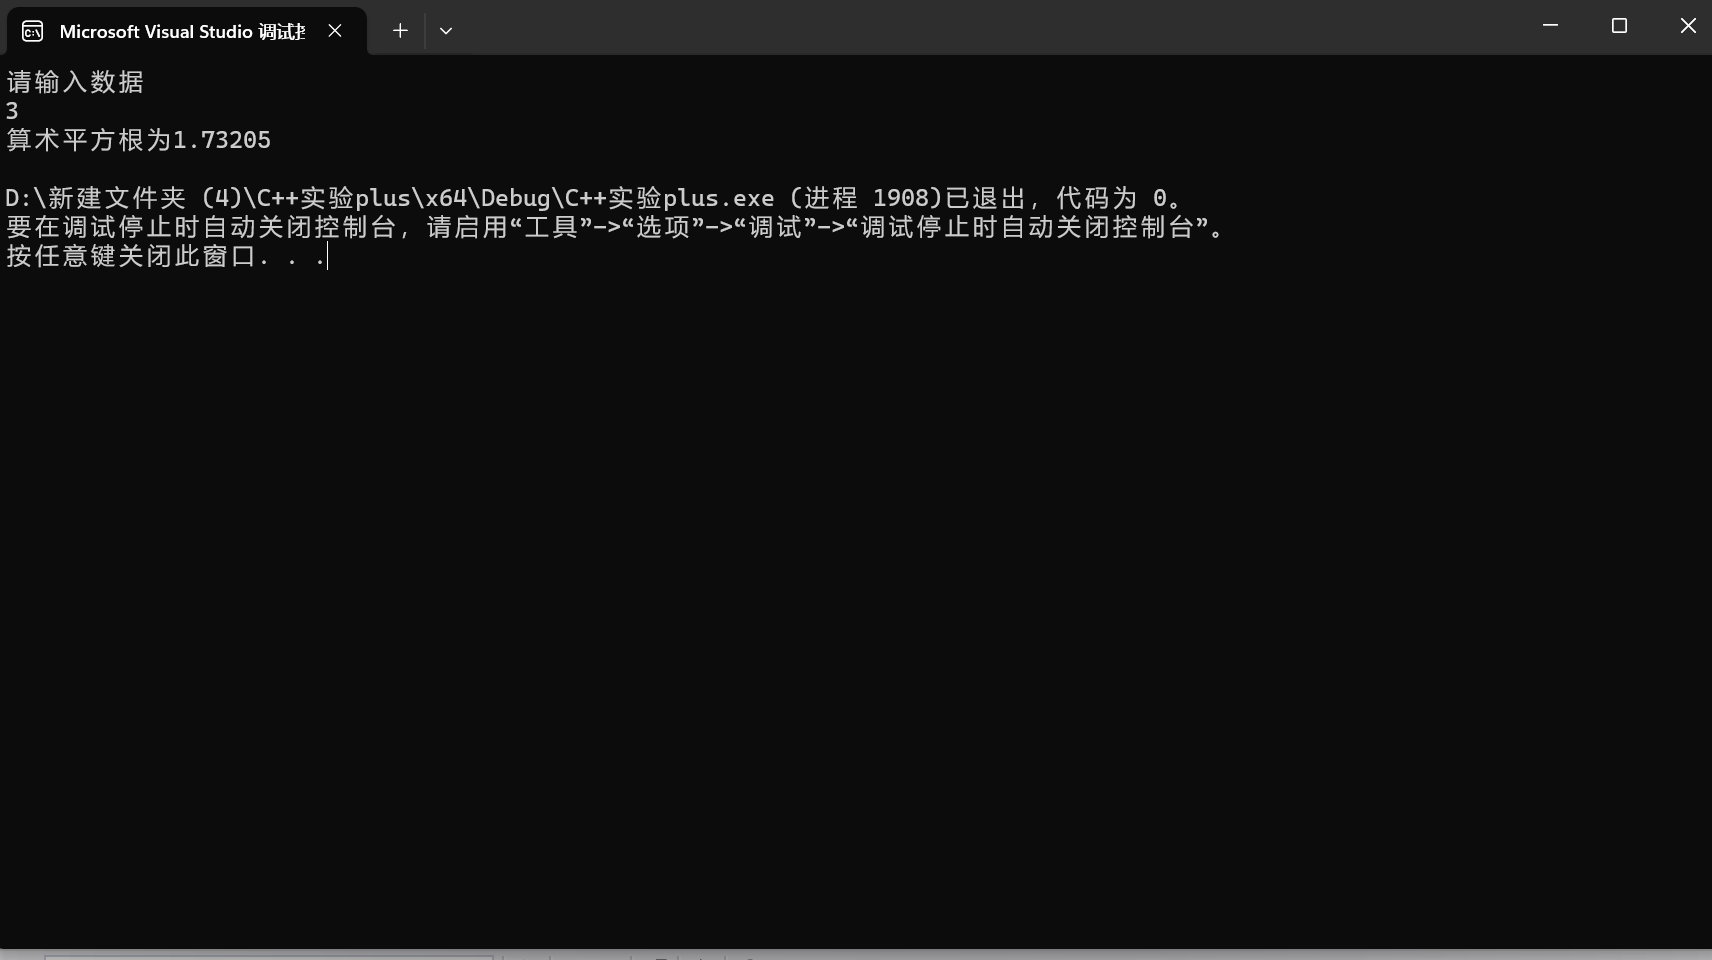 Microsoft Visual Studio 调试
请输入数据
3
算术平方根为1.73205
D:\新建文件夹 (4)\C++实验plus\x64\Debug\C++实验plus.exe (进程 1908)已退出，代码为 0。
要在调试停止时自动关闭控制台，请启用“工具”->“选项”->“调试”->“调试停止时自动关闭控制台”。
按任意键关闭此窗口. . .